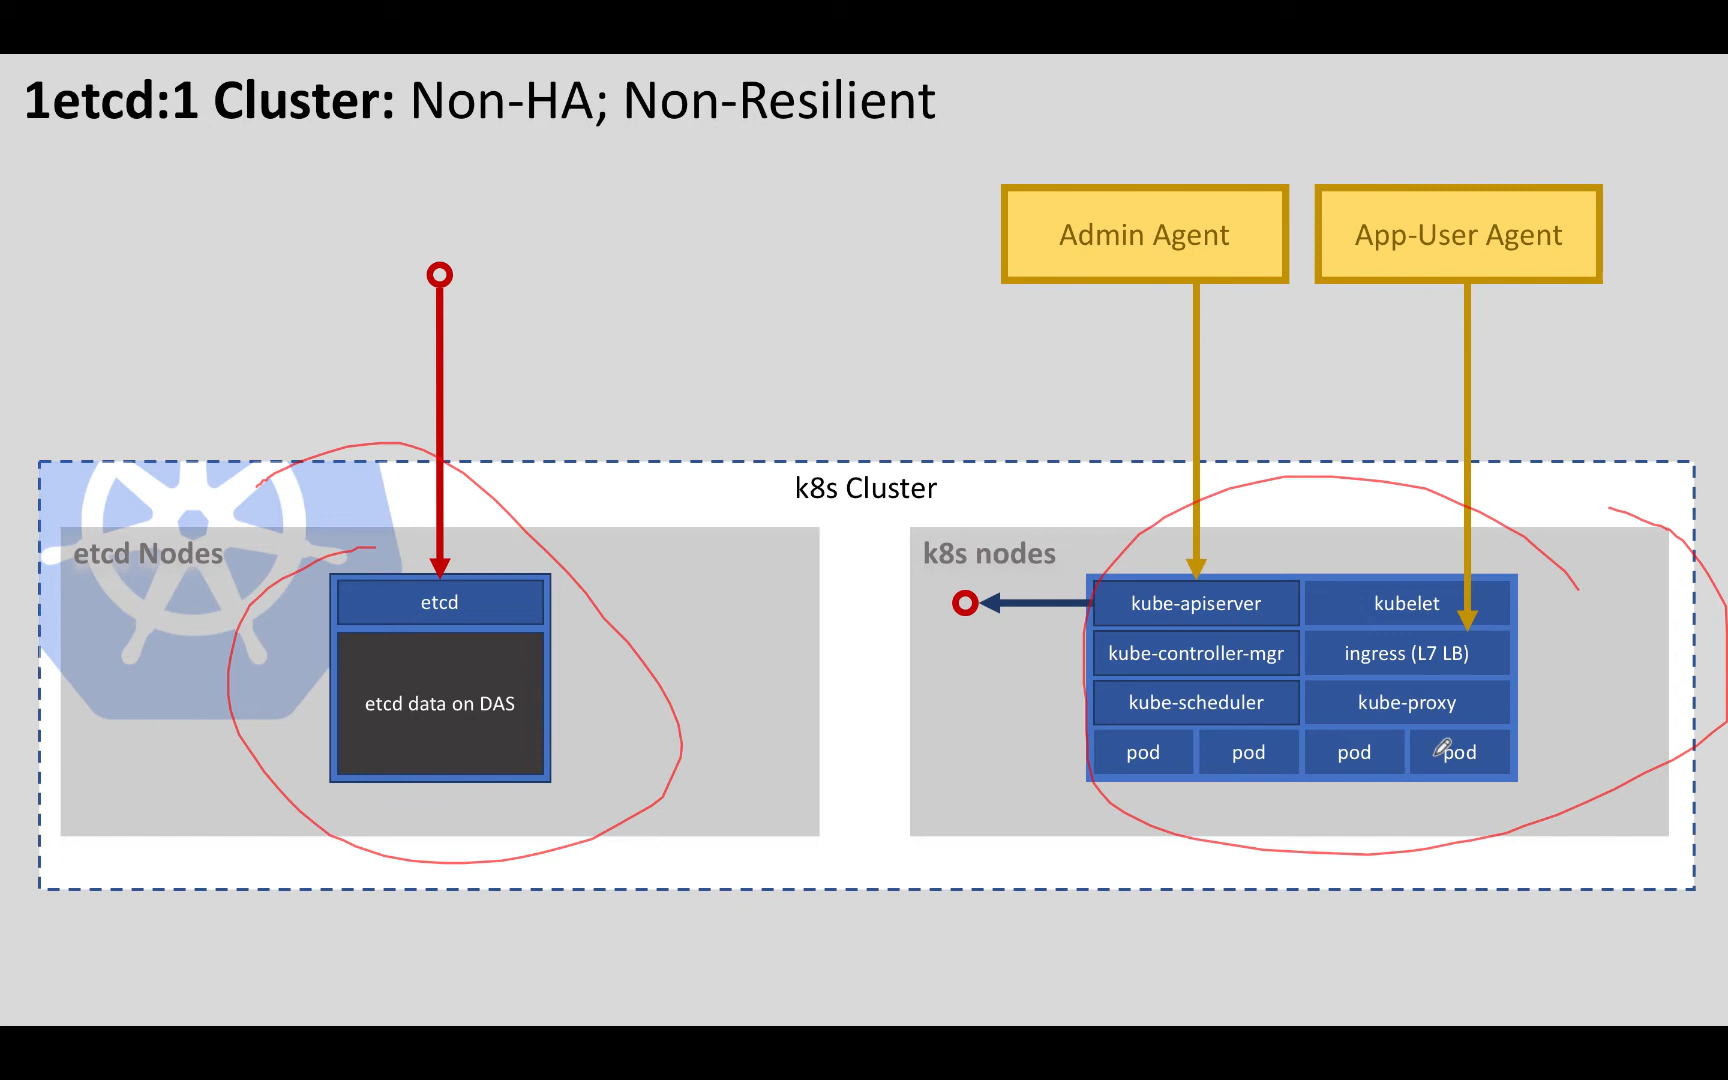 1etcd:1 Cluster: Non-HA; Non-Resilient
Admin Agent
App-User Agent
k8s Cluster
etcd Nodes
etcd
etcd data on DAS
k8s nodes
kube-apiserver
kubelet
kube-controller-mgr
ingress (L7 LB)
kube-scheduler
kube-proxy
pod
pod
pod
pod